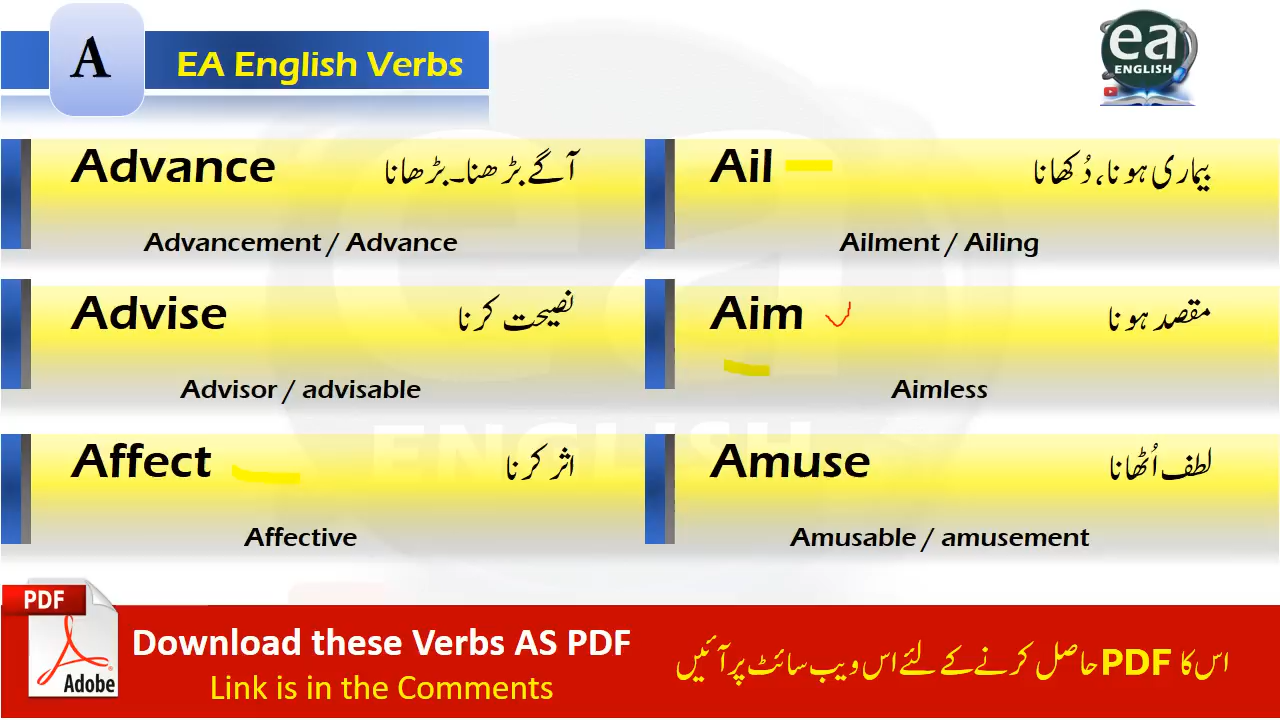 A
EA English Verbs
ea
ENGLISH
Advance آگے بڑھنا۔بڑھانا
Advancement / Advance
Advise نصیحت کرنا
Advisor / advisable
Affect اثر کرنا
Affective
Ail بیماری ہونا، دُکھانا
Ailment / Ailing
Aim مقصد ہونا
Aimless
Amuse لطف اُٹھانا
Amusable / amusement
PDF
Adobe
Download these Verbs AS PDF
Link is in the Comments
اس کا PDF حاصل کرنے کے لئے اس ویب سائٹ پر آئیں